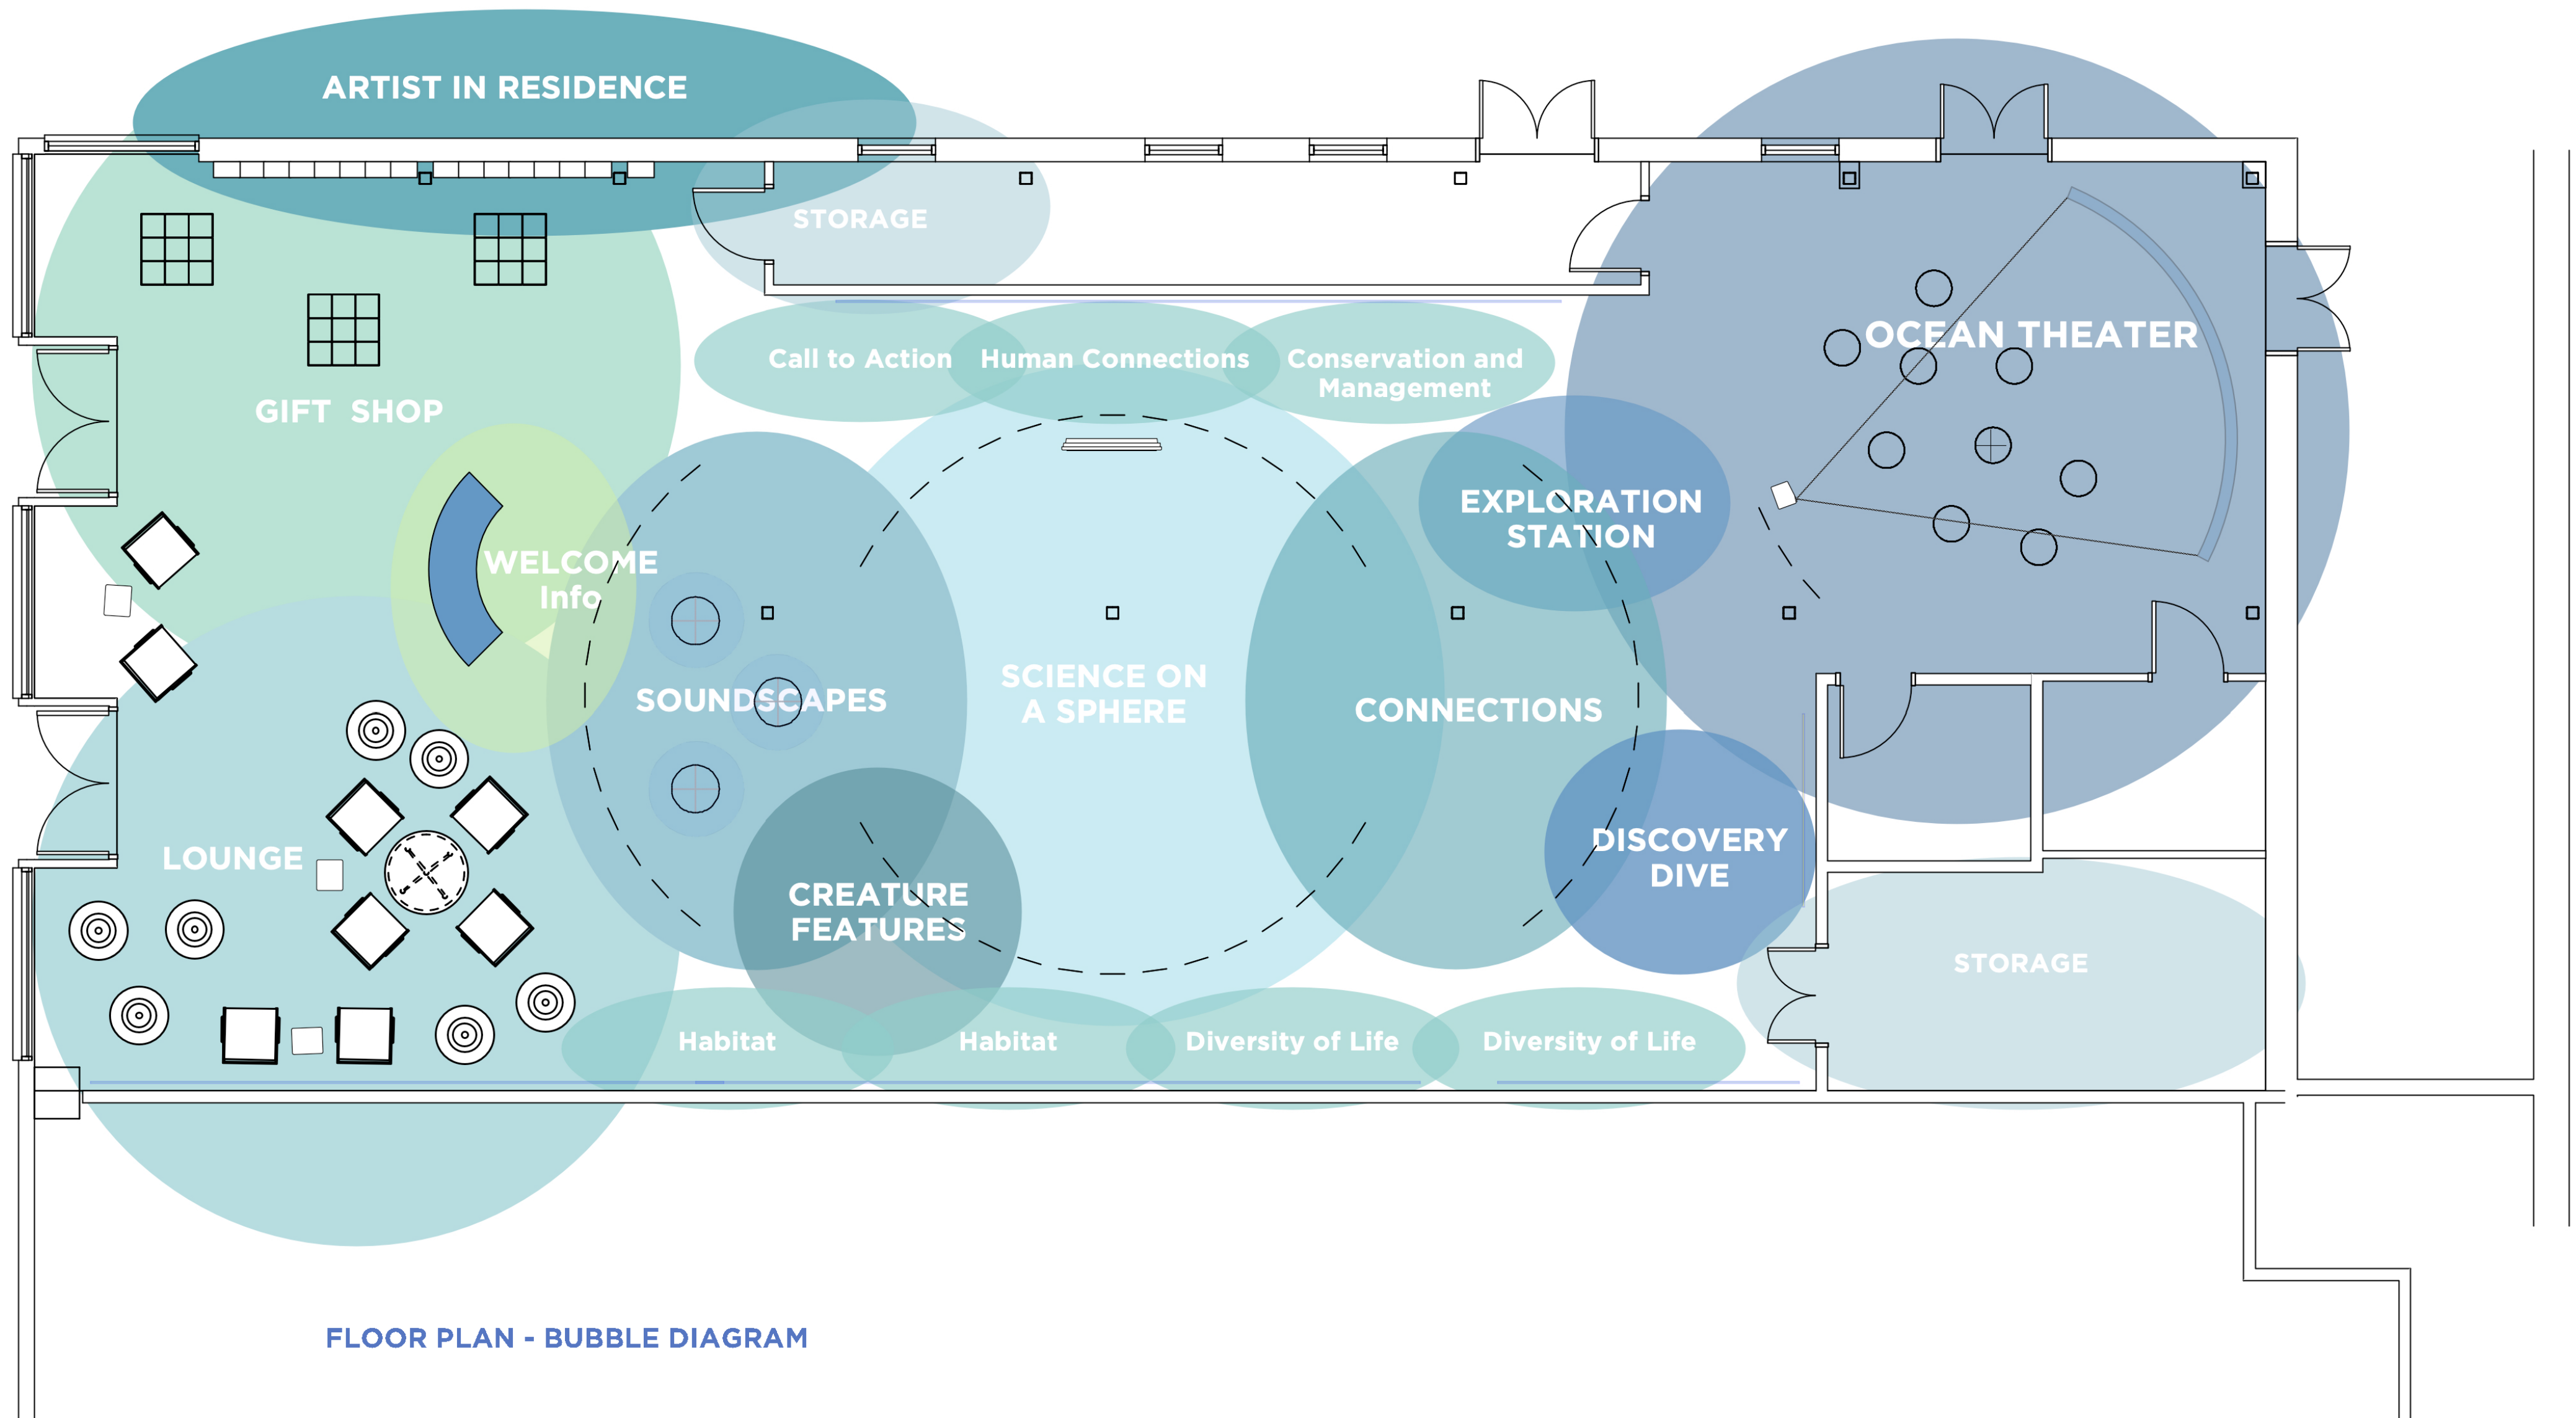 ARTIST IN RESIDENCE
STORAGE
OCEAN THEATER
Call to Action
Human Connections
Conservation and
Management
GIFT SHOP
EXPLORATION
STATION
WELCOME
Info
SOUNDSCAPES
SCIENCE ON
A SPHERE
CONNECTIONS
DISCOVERY
DIVE
LOUNGE
CREATURE
FEATURES
STORAGE
Habitat
Habitat
Diversity of Life
Diversity of Life
FLOOR PLAN - BUBBLE DIAGRAM